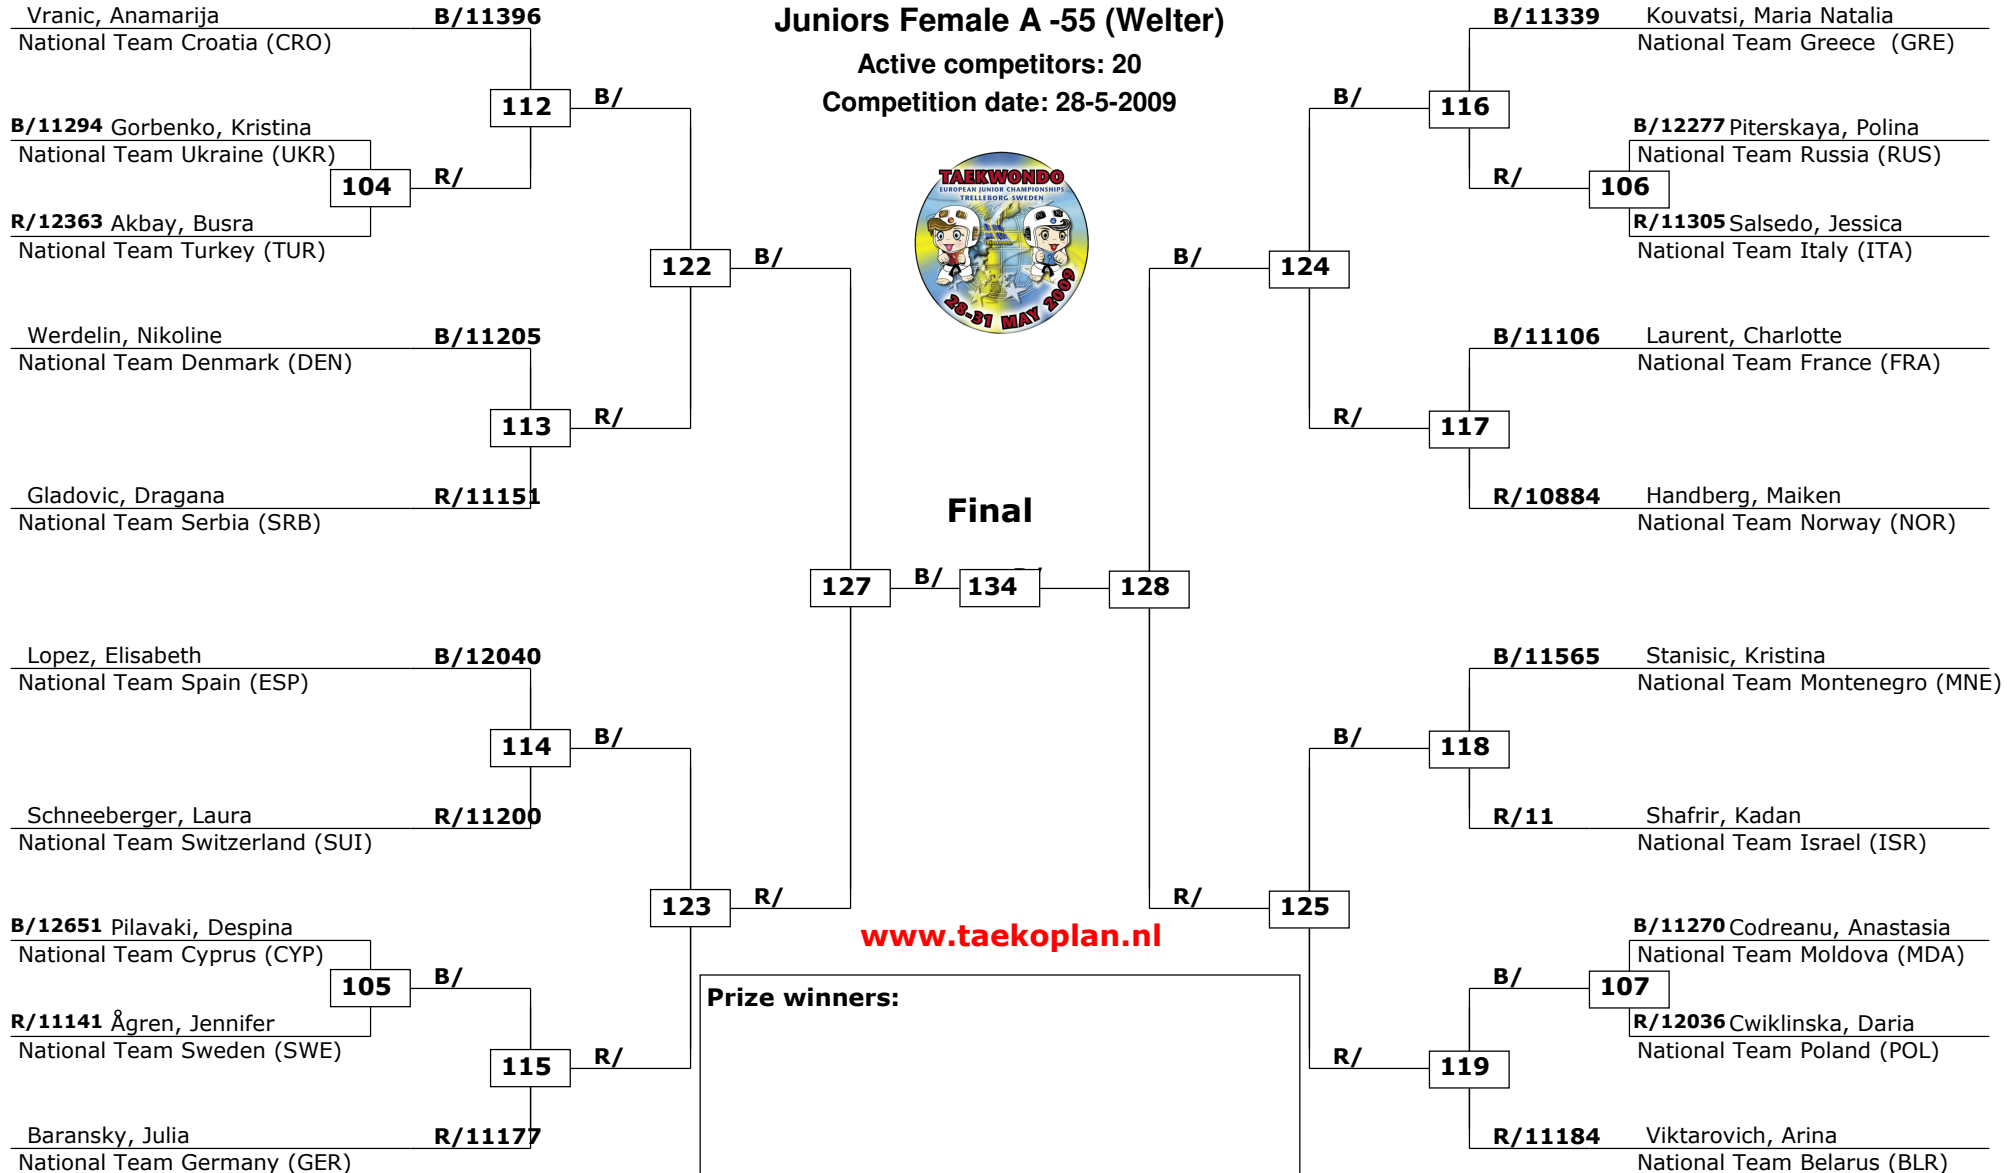 Juniors Female A -55 (Welter)
Active competitors: 20
Competition date: 28-5-2009
TAEKWONDO
EUROPEAN JUNIOR CHAMPIONSHIPS
TRELLEBORG SWEDEN
28-31 MAY 2009
Vranic, Anamarija B/11396
National Team Croatia (CRO)
112 B/
B/11294 Gorbenko, Kristina
National Team Ukraine (UKR)
104 R/
R/12363 Akbay, Busra
National Team Turkey (TUR)
122 B/
Werdelin, Nikoline B/11205
National Team Denmark (DEN)
113 R/
Gladovic, Dragana R/11151
National Team Serbia (SRB)
127 B/
Lopez, Elisabeth B/12040
National Team Spain (ESP)
114 B/
Schneeberger, Laura R/11200
National Team Switzerland (SUI)
123 R/
B/12651 Pilavaki, Despina
National Team Cyprus (CYP)
105 B/
R/11141 Ågren, Jennifer
National Team Sweden (SWE)
115 R/
Baransky, Julia R/11177
National Team Germany (GER)
Final
134
B/11339 Kouvatsi, Maria Natalia
National Team Greece (GRE)
B/ 116
B/12277 Piterskaya, Polina
National Team Russia (RUS)
R/ 106
R/11305 Salsedo, Jessica
National Team Italy (ITA)
B/ 124
B/11106 Laurent, Charlotte
National Team France (FRA)
R/ 117
R/10884 Handberg, Maiken
National Team Norway (NOR)
128
B/11565 Stanisic, Kristina
National Team Montenegro (MNE)
B/ 118
R/11 Shafrir, Kadan
National Team Israel (ISR)
R/ 125
B/11270 Codreanu, Anastasia
National Team Moldova (MDA)
B/ 107
R/12036 Cwiklinska, Daria
National Team Poland (POL)
R/ 119
R/11184 Viktarovich, Arina
National Team Belarus (BLR)
www.taekoplan.nl
Prize winners: